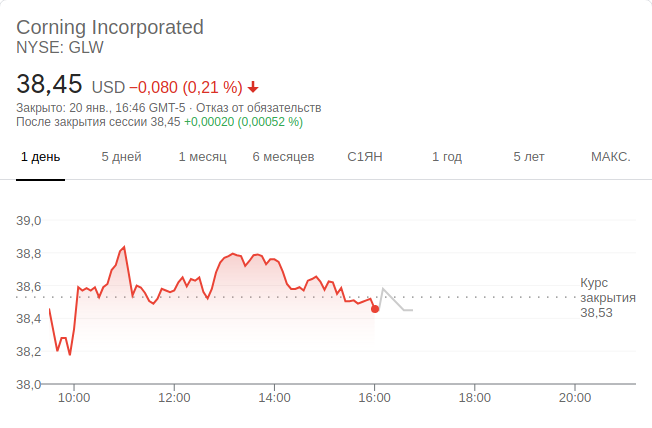 Corning Incorporated
NYSE: GLW
38,45 USD −0,080 (0,21 %)
Закрыто: 20 янв., 16:46 GMT-5 · Отказ от обязательств
После закрытия сессии 38,45 +0,00020 (0,00052 %)
1 день 5 дней 1 месяц 6 месяцев С1ЯН 1 год 5 лет МАКС.
39,0
38,8
38,6
38,4
38,2
38,0
Курс
закрытия
38,53
10:00 12:00 14:00 16:00 18:00 20:00